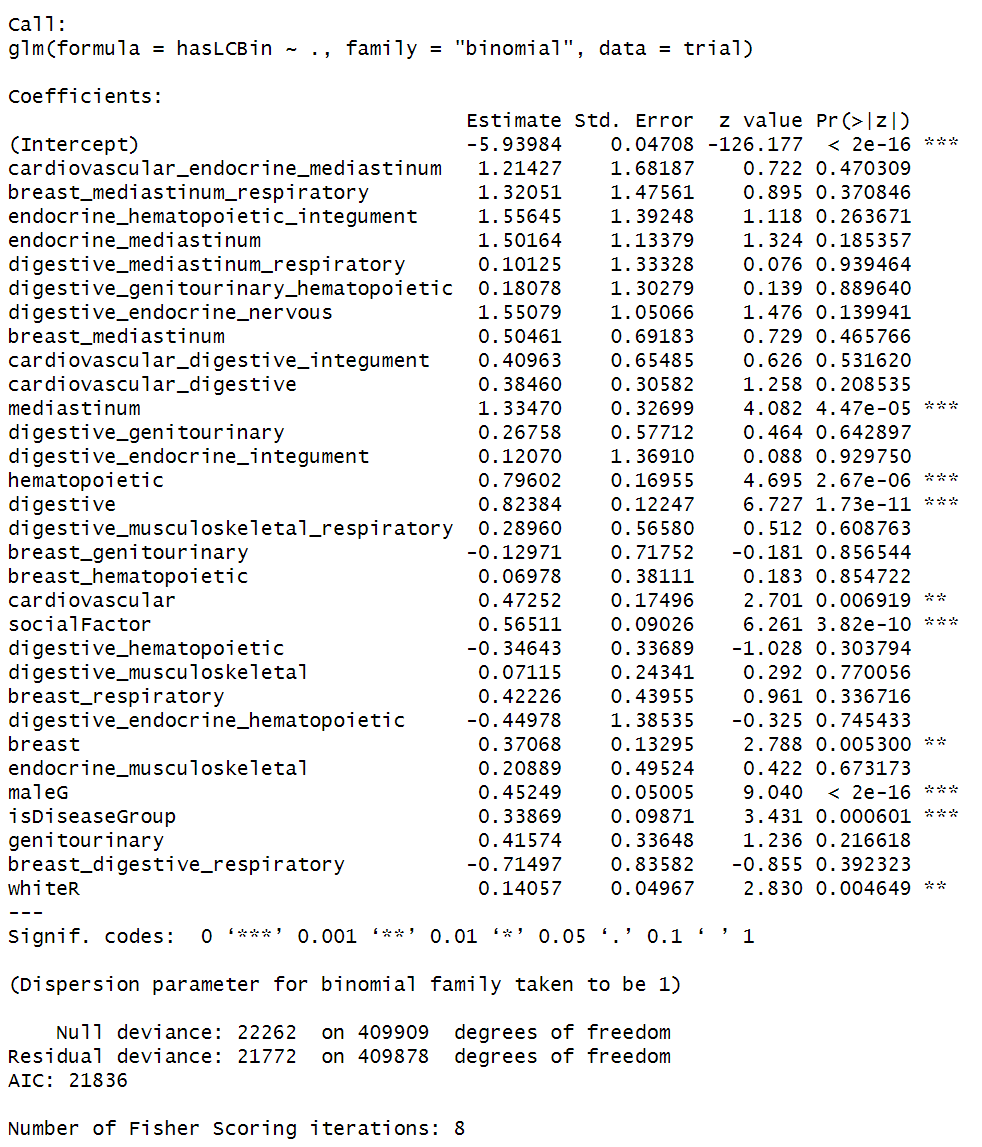 Call:
glm(formula = hasLCBin ~ ., family = "binomial", data = trial)
Coefficients:
Estimate Std. Error z value Pr(>|z|)
(Intercept) -5.93984 0.04708 -126.177 < 2e-16 ***
cardiovascular_endocrine_mediastinum 1.21427 1.68187 0.722 0.470309
breast_mediastinum_respiratory 1.32051 1.47561 0.895 0.370846
endocrine_hematopoietic_integument 1.55645 1.39248 1.118 0.263671
endocrine_mediastinum 1.50164 1.13379 1.324 0.185357
digestive_mediastinum_respiratory 0.10125 1.33328 0.076 0.939464
digestive_genitourinary_hematopoietic 0.18078 1.30279 0.139 0.889640
digestive_endocrine_nervous 1.55079 1.05066 1.476 0.139941
breast_mediastinum 0.50461 0.69183 0.729 0.465766
cardiovascular_digestive_integument 0.40963 0.65485 0.626 0.531620
cardiovascular_digestive 0.38460 0.30582 1.258 0.208535
mediastinum 1.33470 0.32699 4.082 4.47e-05 ***
digestive_genitourinary 0.26758 0.57712 0.464 0.642897
digestive_endocrine_integument 0.12070 1.36910 0.088 0.929750
hematopoietic 0.79602 0.16955 4.695 2.67e-06 ***
digestive 0.82384 0.12247 6.727 1.73e-11 ***
digestive_musculoskeletal_respiratory 0.28960 0.56580 0.512 0.608763
breast_genitourinary -0.12971 0.71752 -0.181 0.856544
breast_hematopoietic 0.06978 0.38111 0.183 0.854722
cardiovascular 0.47252 0.17496 2.701 0.006919 **
socialFactor 0.56511 0.09026 6.261 3.82e-10 ***
digestive_hematopoietic -0.34643 0.33689 -1.028 0.303794
digestive_musculoskeletal 0.07115 0.24341 0.292 0.770056
breast_respiratory 0.42226 0.43955 0.961 0.336716
digestive_endocrine_hematopoietic -0.44978 1.38535 -0.325 0.745433
breast 0.37068 0.13295 2.788 0.005300 **
endocrine_musculoskeletal 0.20889 0.49524 0.422 0.673173
maleG 0.45249 0.05005 9.040 < 2e-16 ***
isDiseaseGroup 0.33869 0.09871 3.431 0.000601 ***
genitourinary 0.41574 0.33648 1.236 0.216618
breast_digestive_respiratory -0.71497 0.83582 -0.855 0.392323
whiteR 0.14057 0.04967 2.830 0.004649 **
---
Signif. codes: 0 ‘***’ 0.001 ‘**’ 0.01 ‘*’ 0.05 ‘.’ 0.1 ‘ ’ 1
(Dispersion parameter for binomial family taken to be 1)
Null deviance: 22262 on 409909 degrees of freedom
Residual deviance: 21772 on 409878 degrees of freedom
AIC: 21836
Number of Fisher Scoring iterations: 8